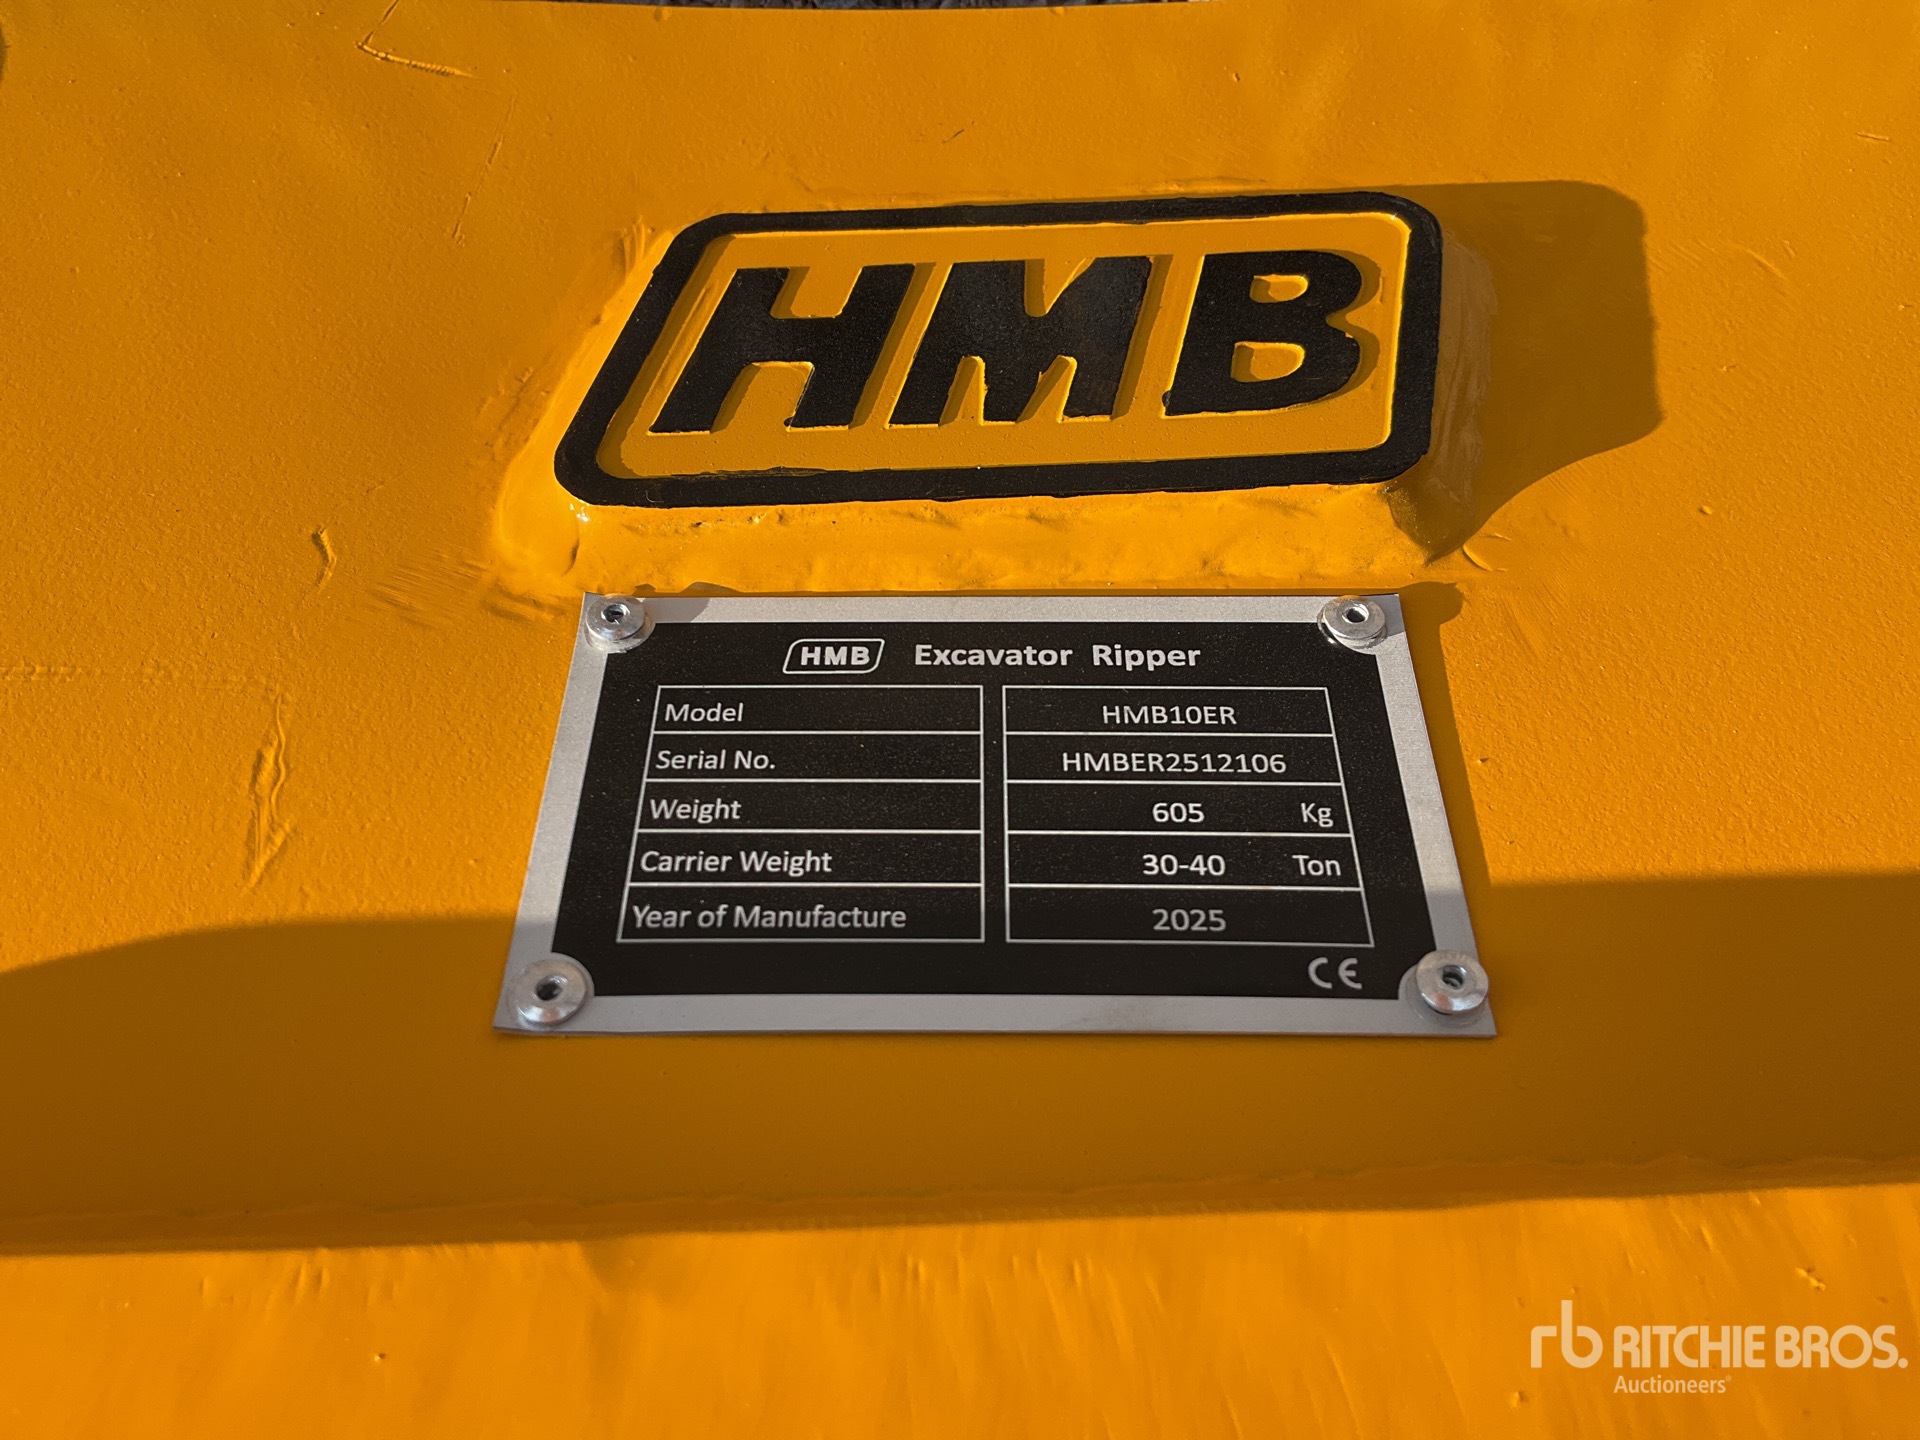 HMB
HMB Excavator Ripper
Model HMB10ER
Serial No. HMBER2512106
Weight 605 Kg
Carrier Weight 30-40 Ton
Year of Manufacture 2025
CE
rb RITCHIE BROS.
Auctioneers®